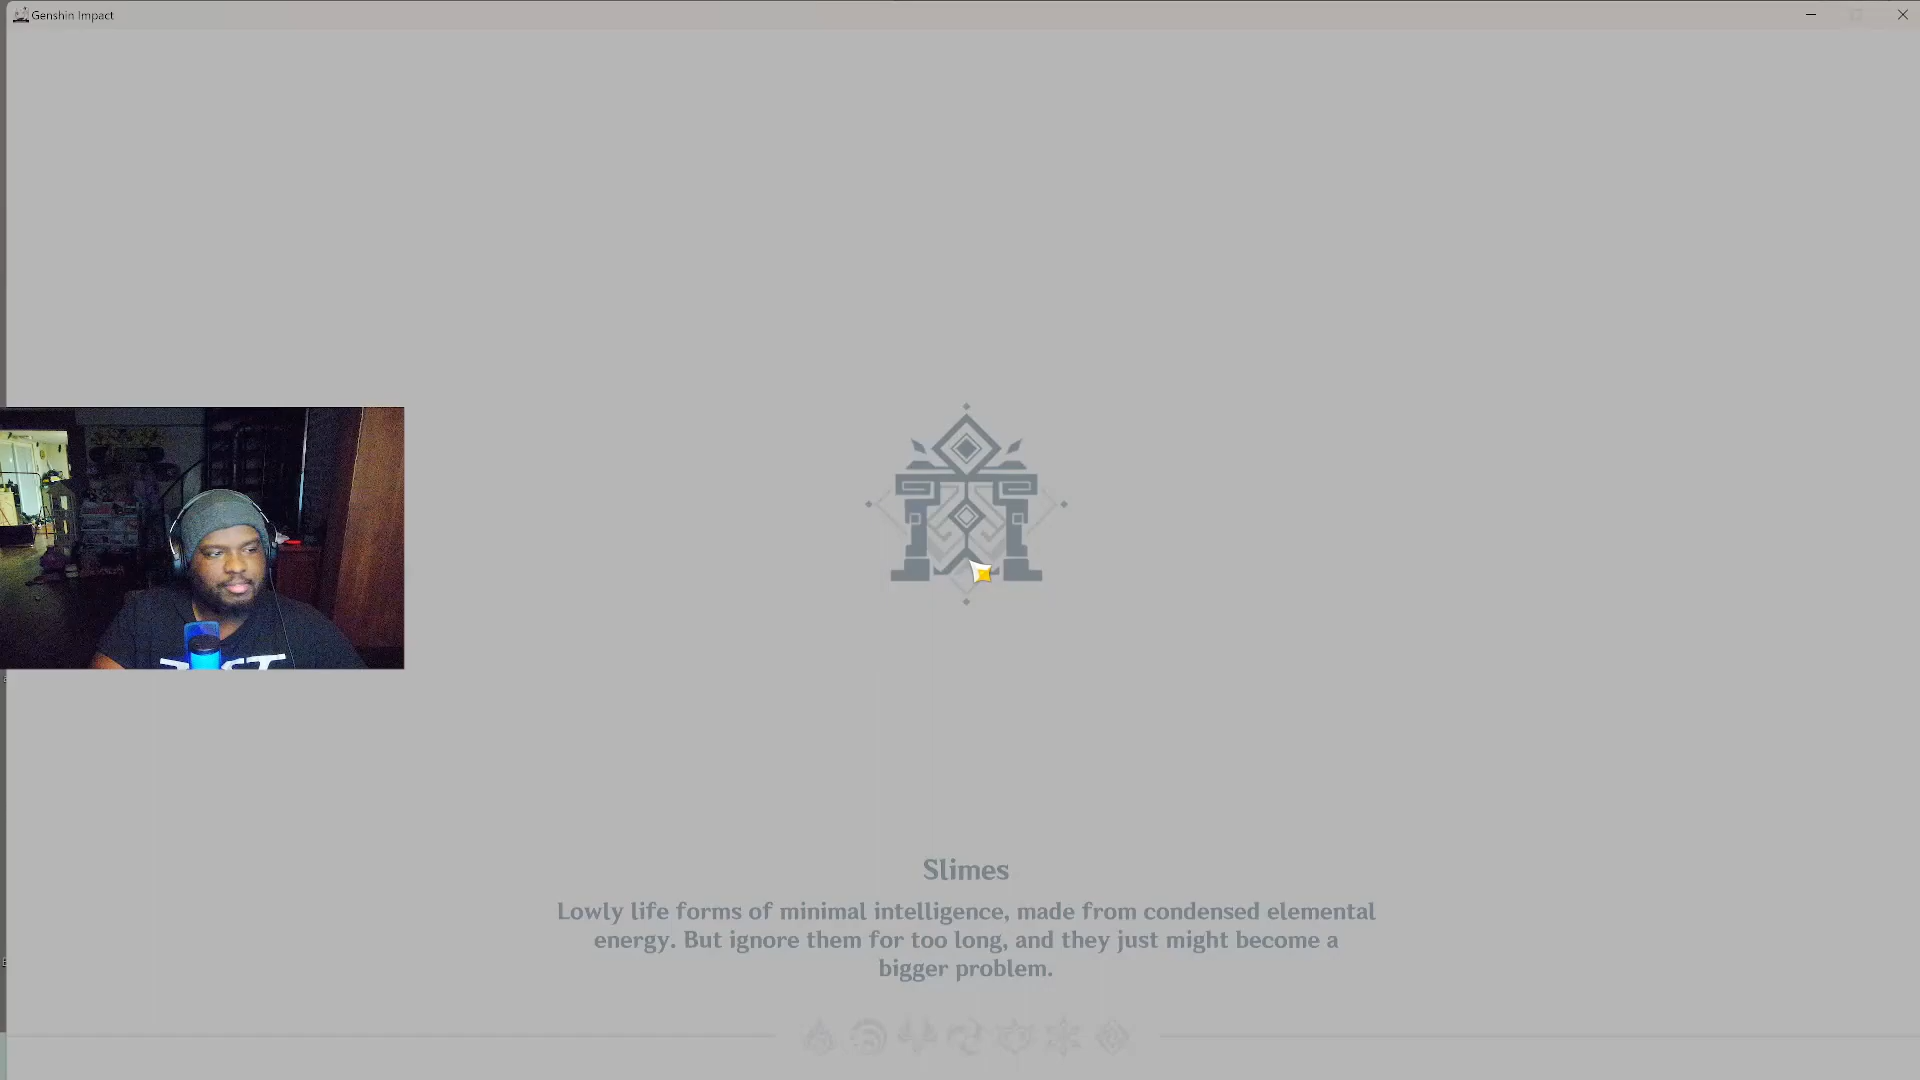 Genshin Impact
Slimes
Lowly life forms of minimal intelligence, made from condensed elemental
energy. But ignore them for too long, and they just might become a
bigger problem.